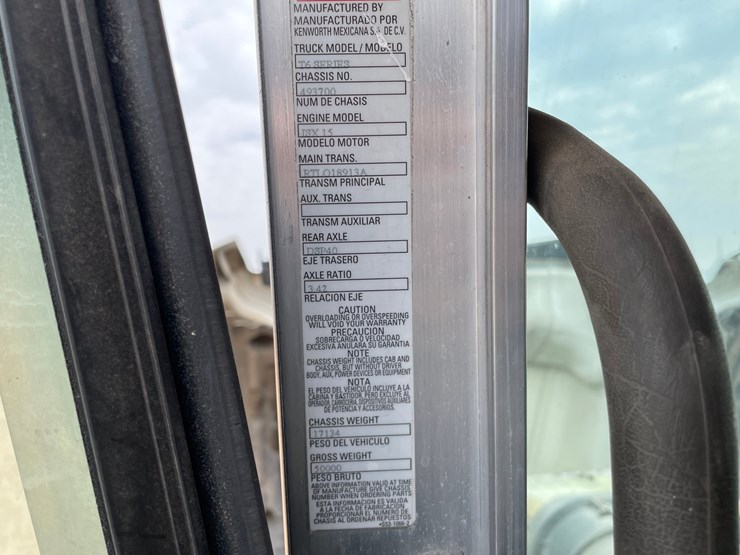 MANUFACTURED BY
MANUFACTURADO POR
KENWORTH MEXICANA S.A. DE C.V.
TRUCK MODEL / MODELO
T6 SERIES
CHASSIS NO.
493700
NUM DE CHASIS
ENGINE MODEL
ISX 15
MODELO MOTOR
MAIN TRANS.
RTLO18913A
TRANSM PRINCIPAL
AUX. TRANS
TRANSM AUXILIAR
REAR AXLE
DSP40
EJE TRASERO
AXLE RATIO
3.42
RELACION EJE
CAUTION
OVERLOADING OR OVERSPEEDING
WILL VOID YOUR WARRANTY
PRECAUCION
SOBRECARGA O VELOCIDAD
EXCESIVA ANULARA SU GARANTIA
NOTE
CHASSIS WEIGHT INCLUDES CAB AND
CHASSIS, BUT WITHOUT DRIVER
BODY, AUX, POWER DEVICES OR EQUIPMENT
NOTA
EL PESO DEL VEHICULO INCLUYE A LA
CABINA Y BASTIDOR, PERO EXCLUYE AL
OPERADOR, CARROCERIA, DISPOSITIVOS AUXILIARES
DE POTENCIA Y ACCESORIOS.
CHASSIS WEIGHT
17134
PESO DEL VEHICULO
GROSS WEIGHT
50000
PESO BRUTO
ABOVE INFORMATION VALID AT TIME
OF MANUFACTURE GIVE CHASSIS
NUMBER WHEN ORDERING PARTS
ESTA INFORMACION ES VALIDA
A LA FECHA DE FABRICACION
PROPORCIONAR EL NUMERO DE
CHASIS AL ORDENAR REPUESTOS